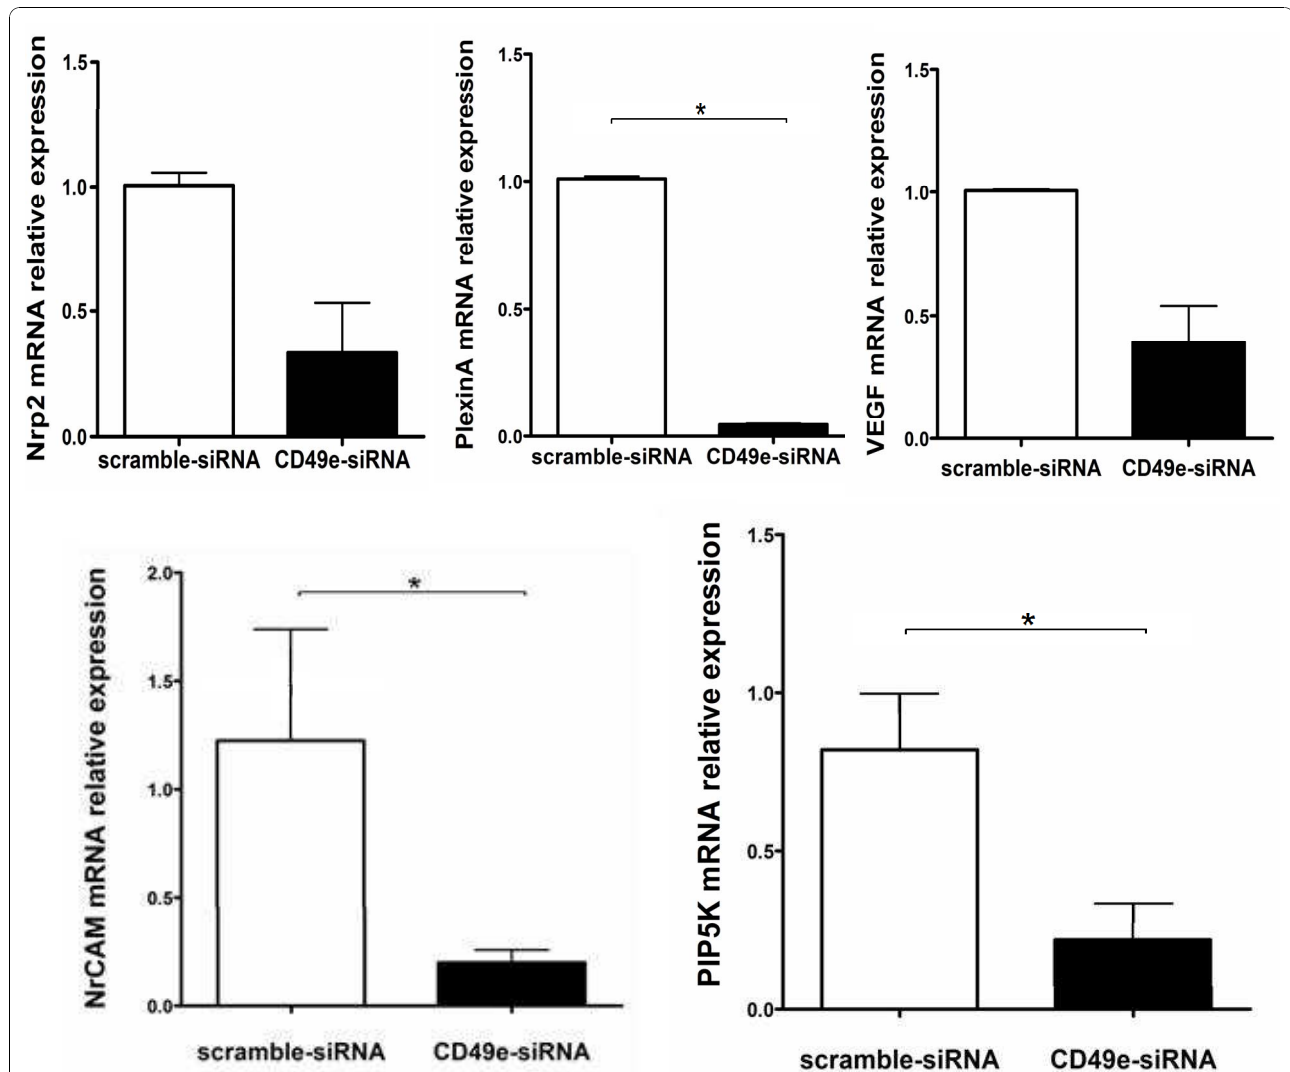 Nrp2 mRNA relative expression
1.5
1.0
0.5
0.0
scramble-siRNA CD49e-siRNA
PlexinA mRNA relative expression
1.5
*
1.0
0.5
0.0
scramble-siRNA CD49e-siRNA
VEGF mRNA relative expression
1.5
1.0
0.5
0.0
scramble-siRNA CD49e-siRNA
NrCAM mRNA relative expression
2.0
*
1.5
1.0
0.5
0.0
scramble-siRNA CD49e-siRNA
PIP5K mRNA relative expression
1.5
*
1.0
0.5
0.0
scramble-siRNA CD49e-siRNA